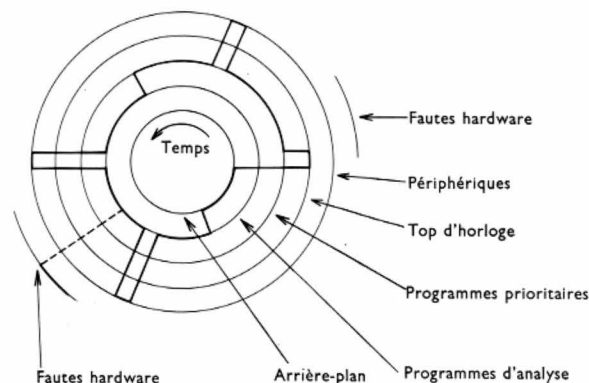 Fautes hardware
Temps
Périphériques
Top d'horloge
Programmes prioritaires
Fautes hardware
Arrière-plan
Programmes d'analyse